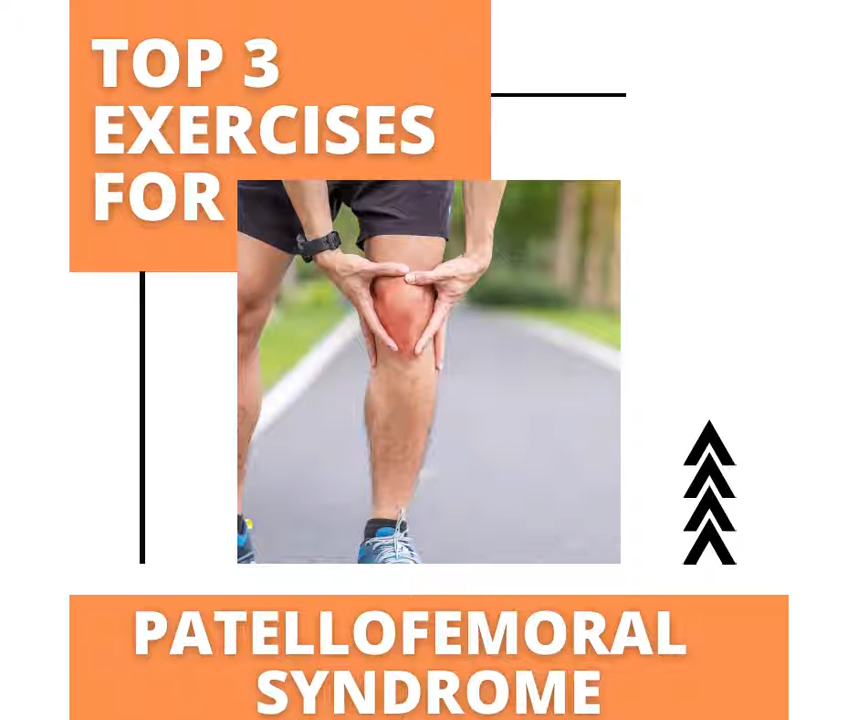 TOP 3
EXERCISES
FOR
PATELLOFEMORAL
SYNDROME